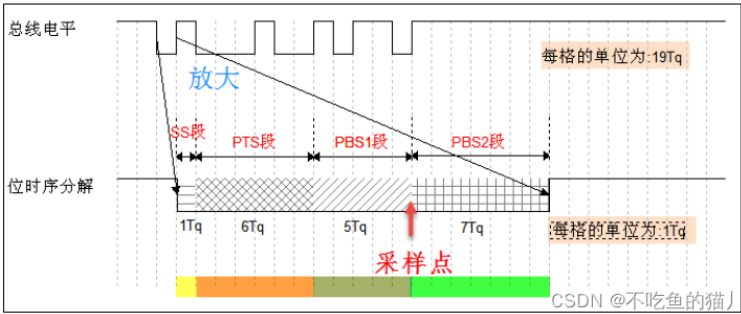 总线电平
每格的单位为:19Tq
放大
SS段
PTS段
PBS1段
PBS2段
位时序分解
1Tq
6Tq
5Tq
7Tq
每格的单位为:1Tq
采样点
CSDN @不吃鱼的猫丿